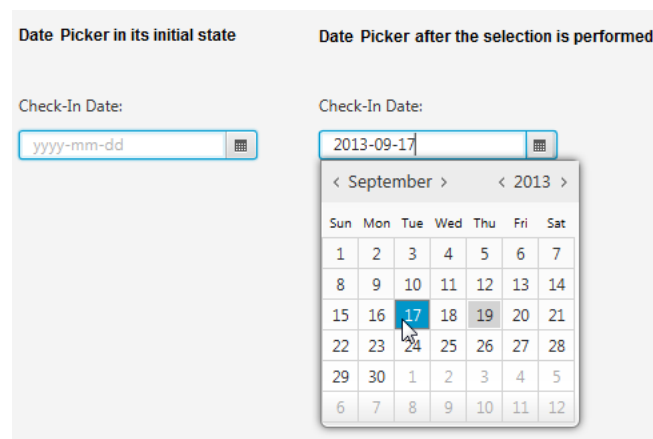 Date Picker in its initial state
Date Picker after the selection is performed
Check-In Date:
Check-In Date:
yyyy-mm-dd
2013-09-17
< September > < 2013 >
Sun Mon Tue Wed Thu Fri Sat
1 2 3 4 5 6 7
8 9 10 11 12 13 14
15 16 17 18 19 20 21
22 23 24 25 26 27 28
29 30 1 2 3 4 5
6 7 8 9 10 11 12